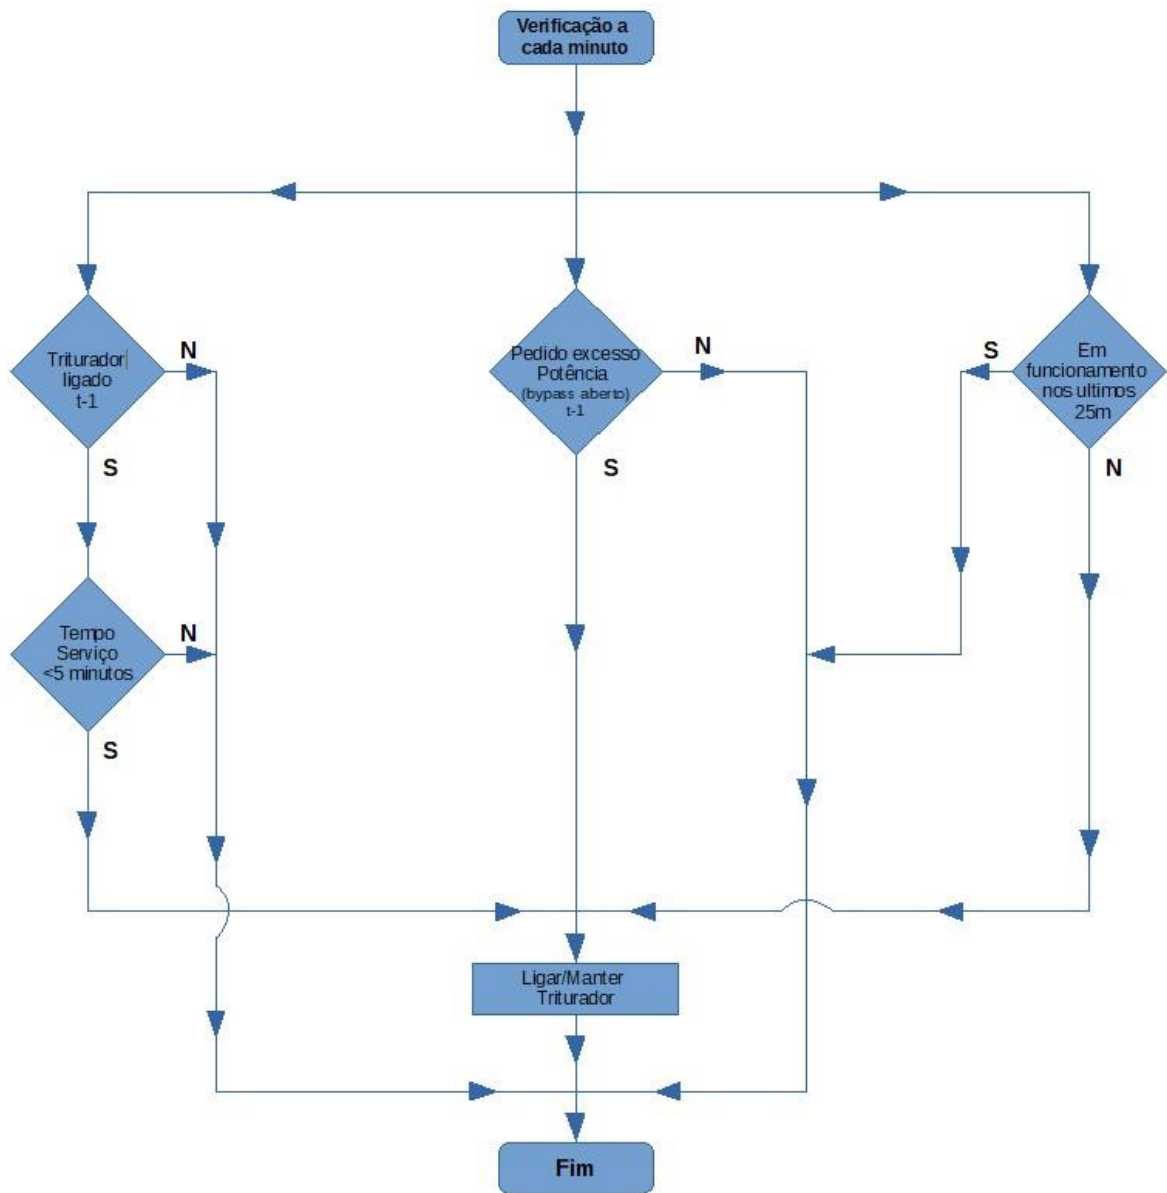 Verificação a
cada minuto
Triturador
ligado
t-1
N
S
Pedido excesso
Potência
(bypass aberto)
t-1
N
S
S
Em
funcionamento
nos ultimos
25m
N
Tempo
Serviço
<5 minutos
N
S
Ligar/Manter
Triturador
Fim